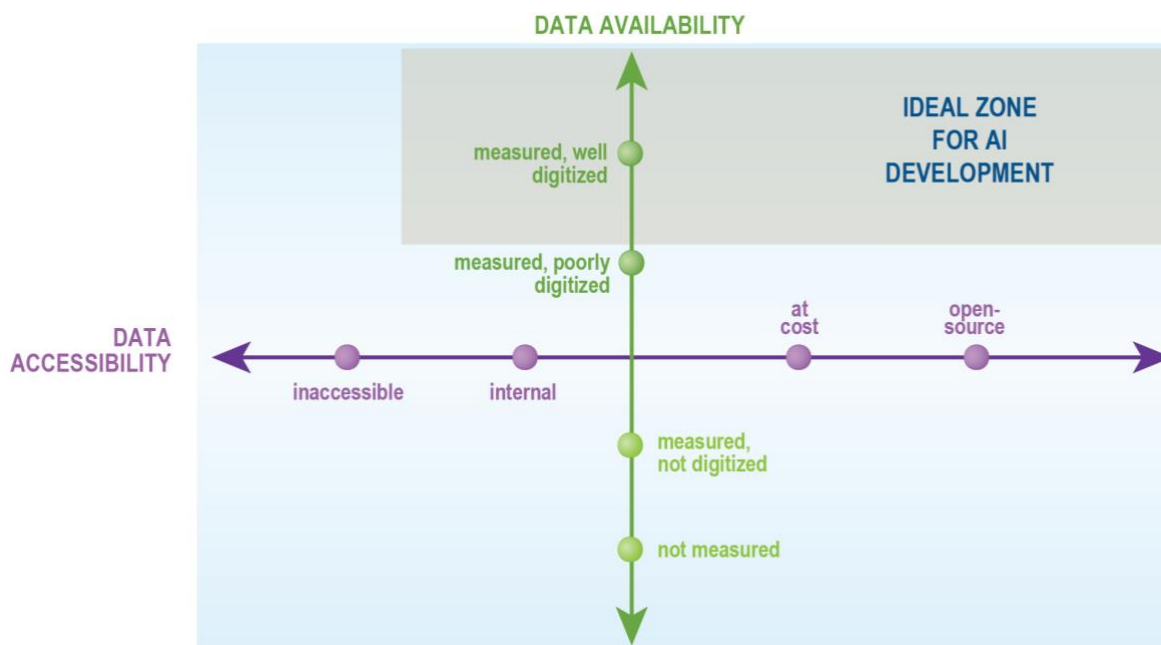 DATA AVAILABILITY
IDEAL ZONE
FOR AI
DEVELOPMENT
measured, well
digitized
measured, poorly
digitized
at
cost
open-
source
DATA
ACCESSIBILITY
inaccessible
internal
measured,
not digitized
not measured